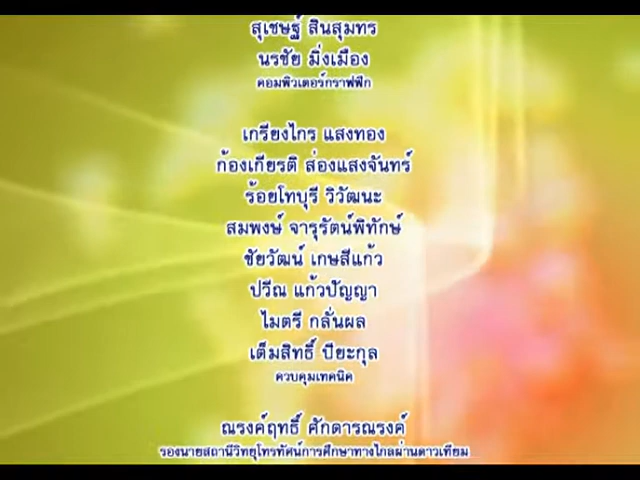 สุเชษฐ์ สินสุมทร
นรชัย มิ่งเมือง
คอมพิวเตอร์กราฟฟิก
เกรียงไกร แสงทอง
ก้องเกียรติ ส่องแสงจันทร์
ร้อยโทบุรี วิวัฒนะ
สมพงษ์ จารุรัตน์พิทักษ์
ชัยวัฒน์ เกษสีแก้ว
ปวีณ แก้วปัญญา
ไมตรี กลั่นผล
เต็มสิทธิ์ ปิยะกุล
ควบคุมเทคนิค
ณรงค์ฤทธิ์ ศักดารณรงค์
รองนายสถานีวิทยุโทรทัศน์การศึกษาทางไกลผ่านดาวเทียม